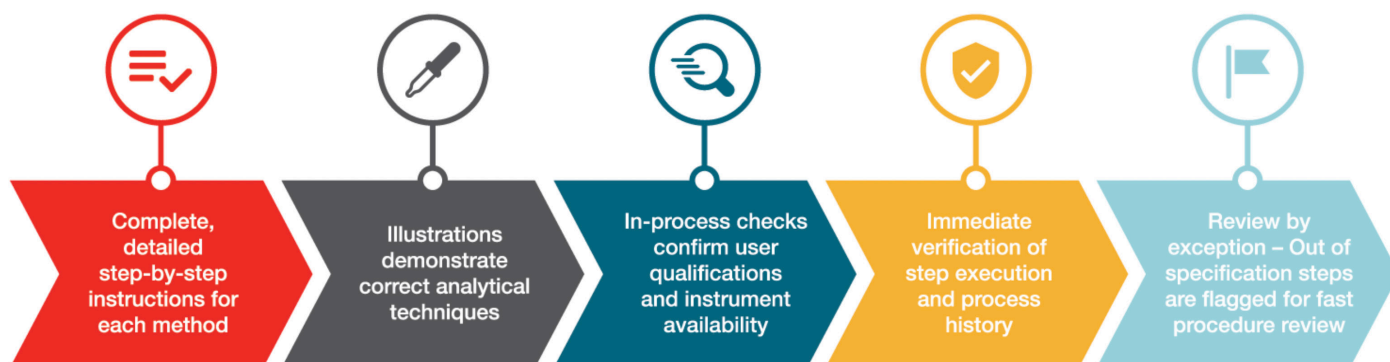 Complete,
detailed
step-by-step
instructions for
each method
Illustrations
demonstrate
correct analytical
techniques
In-process checks
confirm user
qualifications
and instrument
availability
Immediate
verification of
step execution
and process
history
Review by
exception – Out of
specification steps
are flagged for fast
procedure review